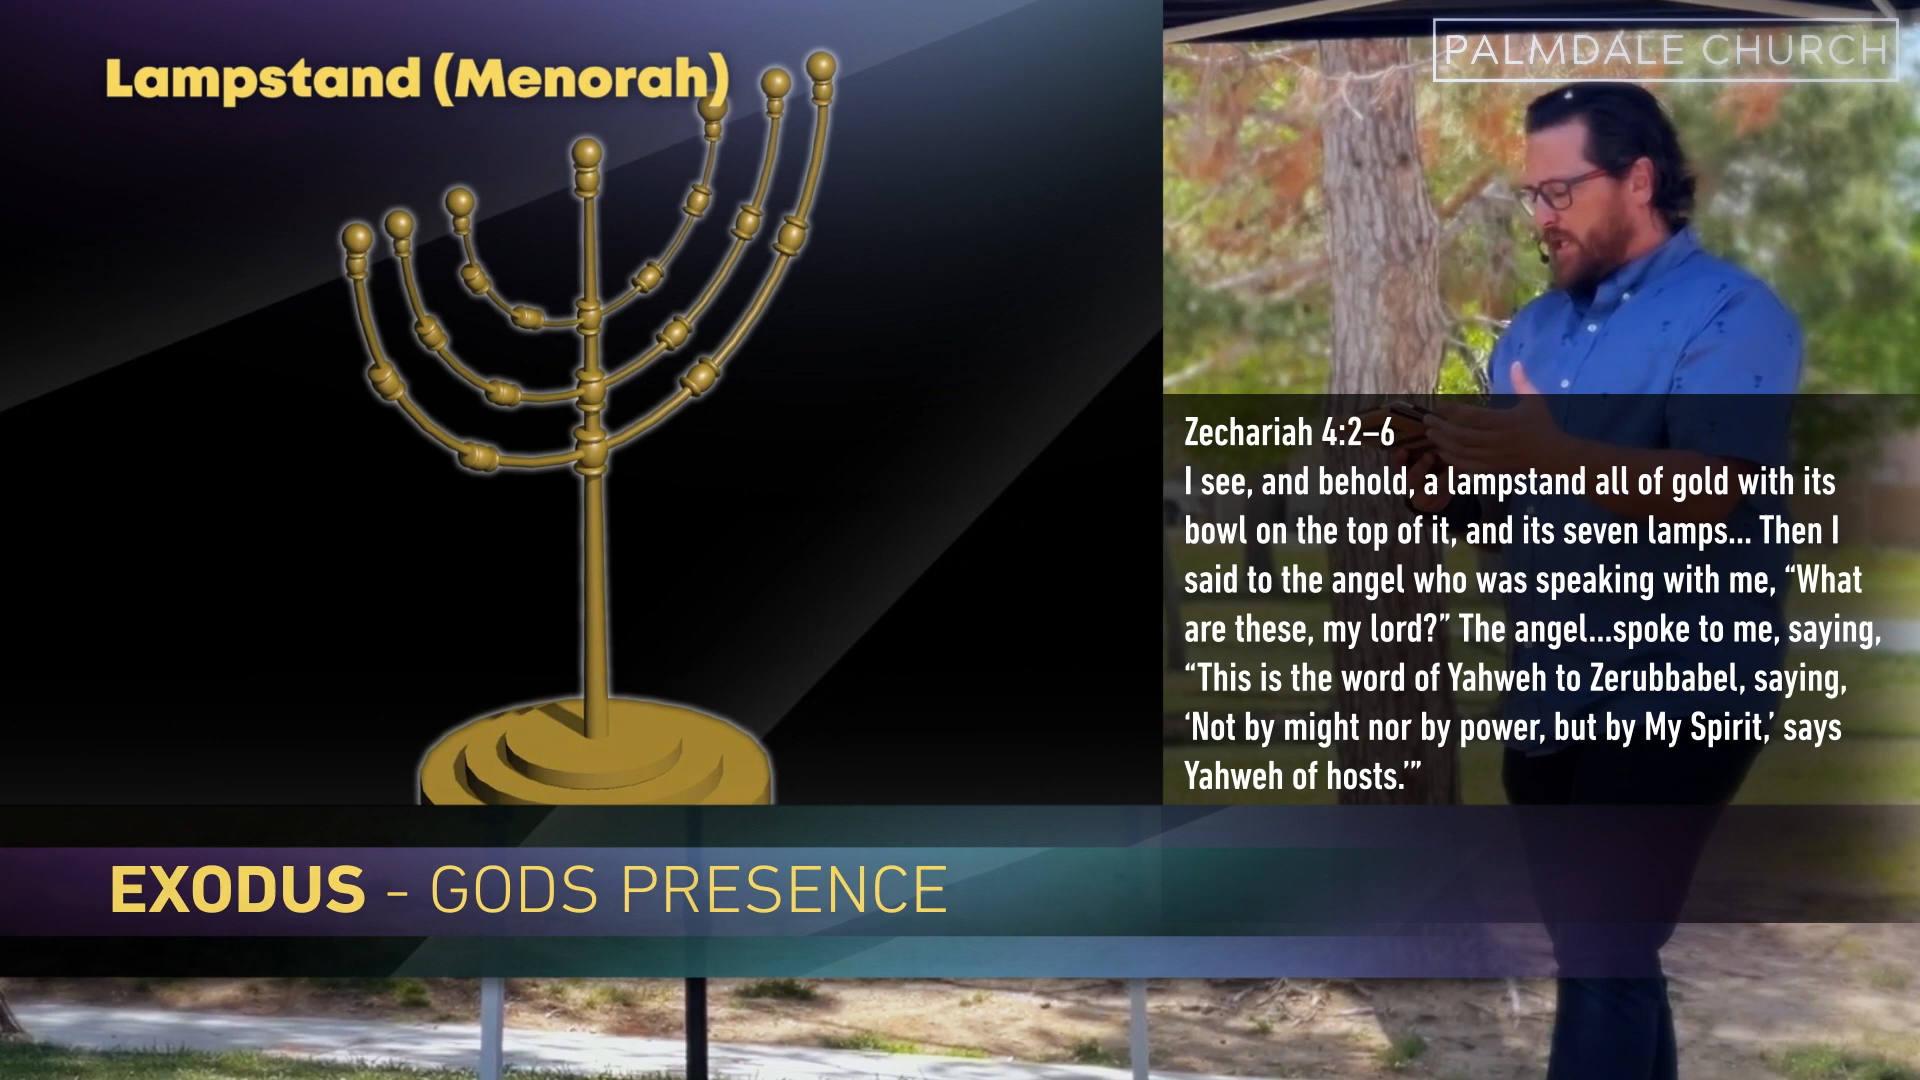 Lampstand (Menorah)
PALMDALE CHURCH
Zechariah 4:2–6
I see, and behold, a lampstand all of gold with its
bowl on the top of it, and its seven lamps... Then I
said to the angel who was speaking with me, “What
are these, my lord?” The angel...spoke to me, saying,
“This is the word of Yahweh to Zerubbabel, saying,
‘Not by might nor by power, but by My Spirit,’ says
Yahweh of hosts.’”
EXODUS - GODS PRESENCE